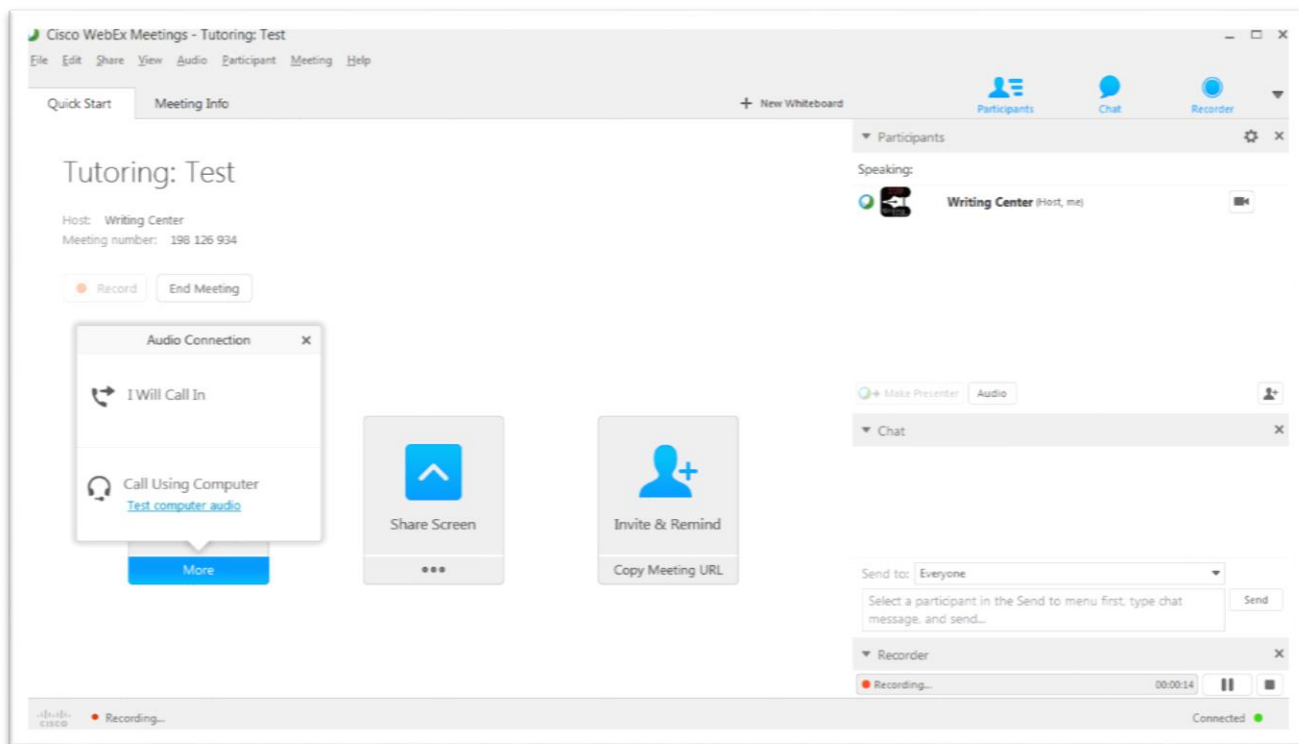 Cisco WebEx Meetings - Tutoring: Test
File Edit Share View Audio Participant Meeting Help
Quick Start Meeting Info + New Whiteboard Participants Chat Recorder
Participants
Speaking:
Writing Center (Host, me)
Tutoring: Test
Host: Writing Center
Meeting number: 198 126 934
Record End Meeting
Audio Connection
I Will Call In
Call Using Computer
Test computer audio
More
Share Screen
Invite & Remind
Copy Meeting URL
Make Presenter Audio
Chat
Send to: Everyone
Select a participant in the Send to menu first, type chat
message, and send...
Send
Recorder
Recording... 00:00:14
CISCO Recording... Connected